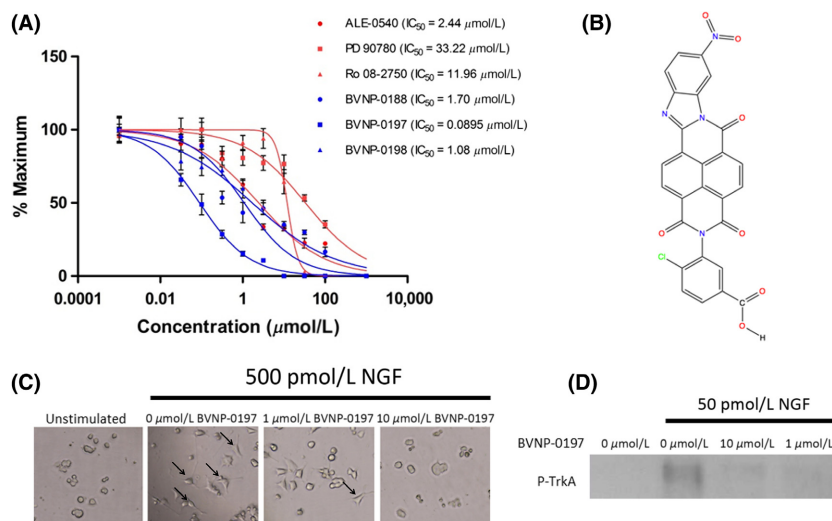 (A)
ALE-0540 (IC50 = 2.44 µmol/L)
PD 90780 (IC50 = 33.22 µmol/L)
Ro 08-2750 (IC50 = 11.96 µmol/L)
BVNP-0188 (IC50 = 1.70 µmol/L)
BVNP-0197 (IC50 = 0.0895 µmol/L)
BVNP-0198 (IC50 = 1.08 µmol/L)
% Maximum
150
100
50
0
0.0001 0.01 1 100 10,000
Concentration (µmol/L)
(B)
O
N
O
N
N
O
O
N
O
Cl
C
O
O
H
(C)
500 pmol/L NGF
Unstimulated 0 µmol/L BVNP-0197 1 µmol/L BVNP-0197 10 µmol/L BVNP-0197
(D)
50 pmol/L NGF
BVNP-0197 0 µmol/L 0 µmol/L 10 µmol/L 1 µmol/L
P-TrkA